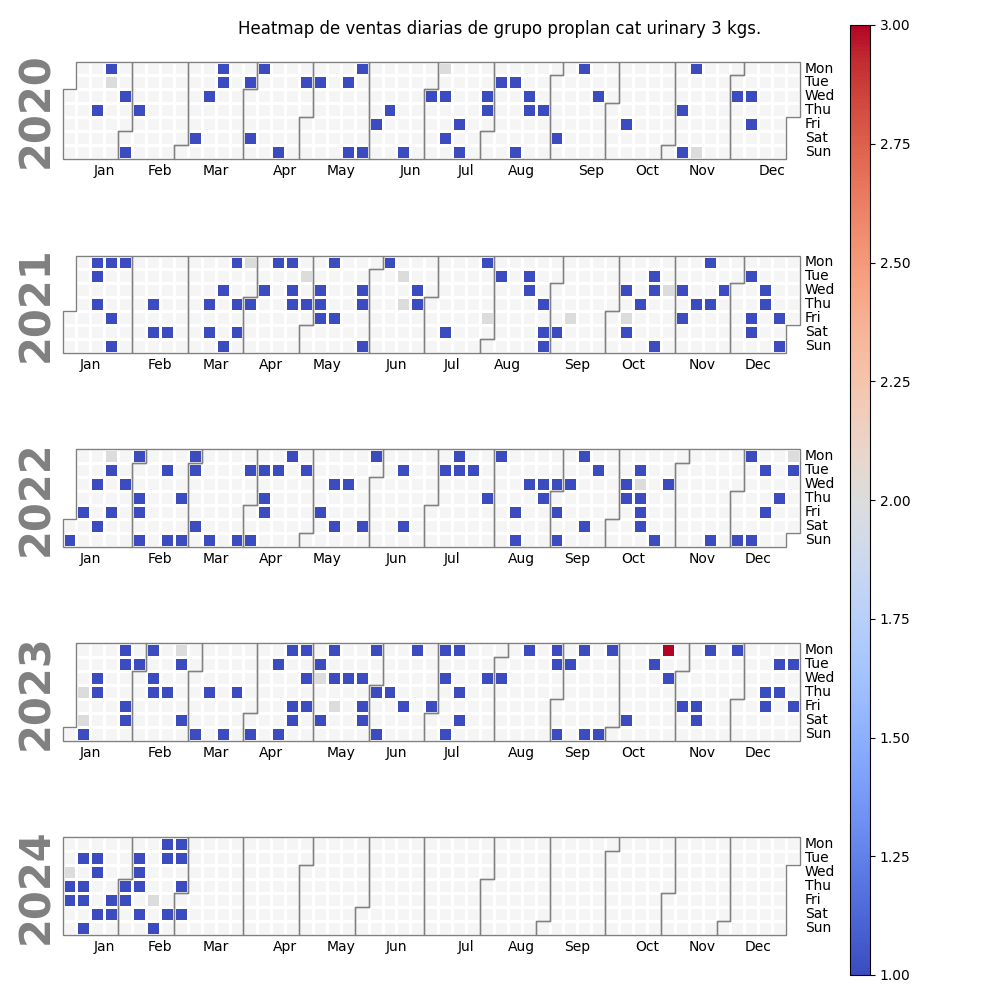 Heatmap de ventas diarias de grupo proplan cat urinary 3 kgs.
2020
Mon
Tue
Wed
Thu
Fri
Sat
Sun
Jan Feb Mar Apr May Jun Jul Aug Sep Oct Nov Dec
2021
Mon
Tue
Wed
Thu
Fri
Sat
Sun
Jan Feb Mar Apr May Jun Jul Aug Sep Oct Nov Dec
2022
Mon
Tue
Wed
Thu
Fri
Sat
Sun
Jan Feb Mar Apr May Jun Jul Aug Sep Oct Nov Dec
2023
Mon
Tue
Wed
Thu
Fri
Sat
Sun
Jan Feb Mar Apr May Jun Jul Aug Sep Oct Nov Dec
2024
Mon
Tue
Wed
Thu
Fri
Sat
Sun
Jan Feb Mar Apr May Jun Jul Aug Sep Oct Nov Dec
3.00
2.75
2.50
2.25
2.00
1.75
1.50
1.25
1.00